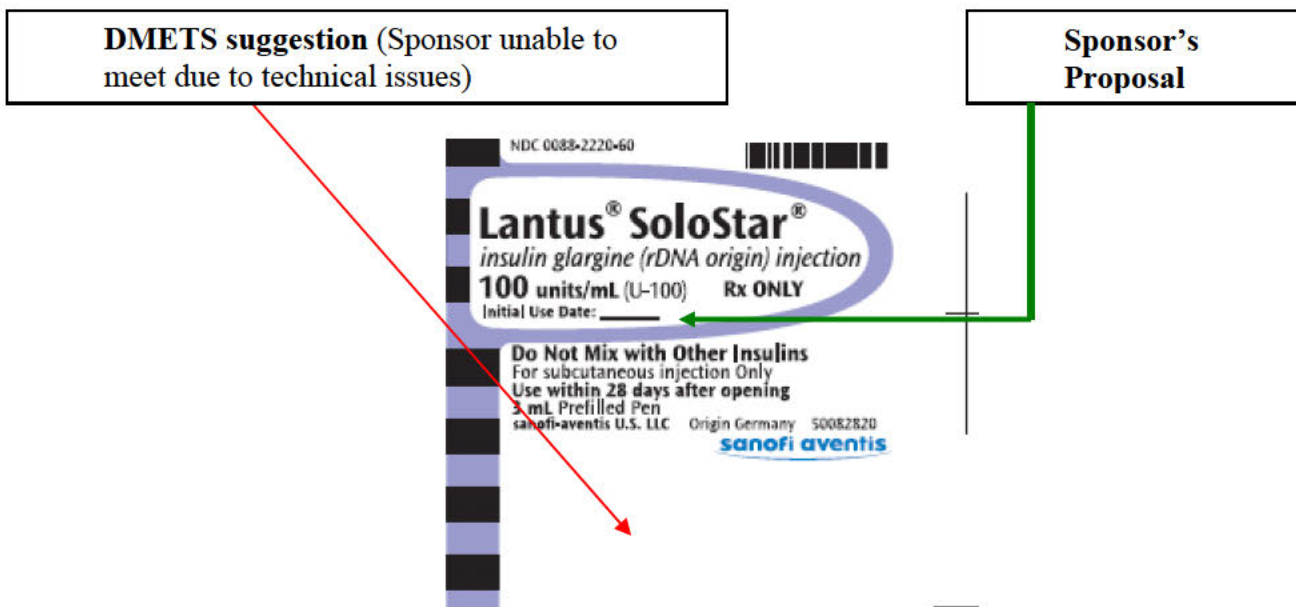 DMETS suggestion (Sponsor unable to
meet due to technical issues)
Sponsor's
Proposal
NDC 0088-2220-60
Lantus® SoloStar®
insulin glargine (rDNA origin) injection
100 units/mL (U-100) Rx ONLY
Initial Use Date:
Do Not Mix with Other Insulins
For subcutaneous injection Only
Use within 28 days after opening
3 mL Prefilled Pen
sanofi-aventis U.S. LLC Origin Germany 50082820
sanofi aventis